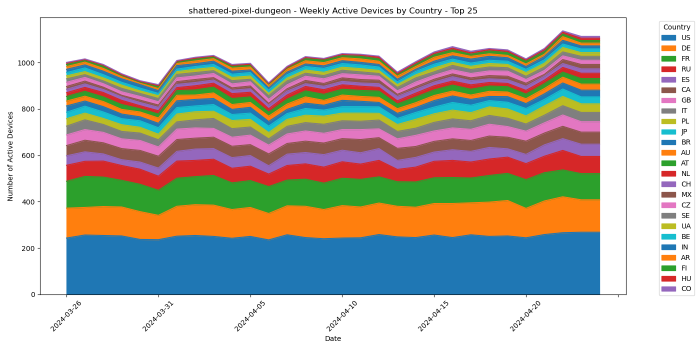 shattered-pixel-dungeon - Weekly Active Devices by Country - Top 25
Number of Active Devices
1000
800
600
400
200
0
2024-03-26
2024-03-31
2024-04-05
2024-04-10
2024-04-15
2024-04-20
Date
Country
US
DE
FR
RU
ES
CA
GB
IT
PL
JP
BR
AU
AT
NL
CH
MX
CZ
SE
UA
BE
IN
AR
FI
HU
CO